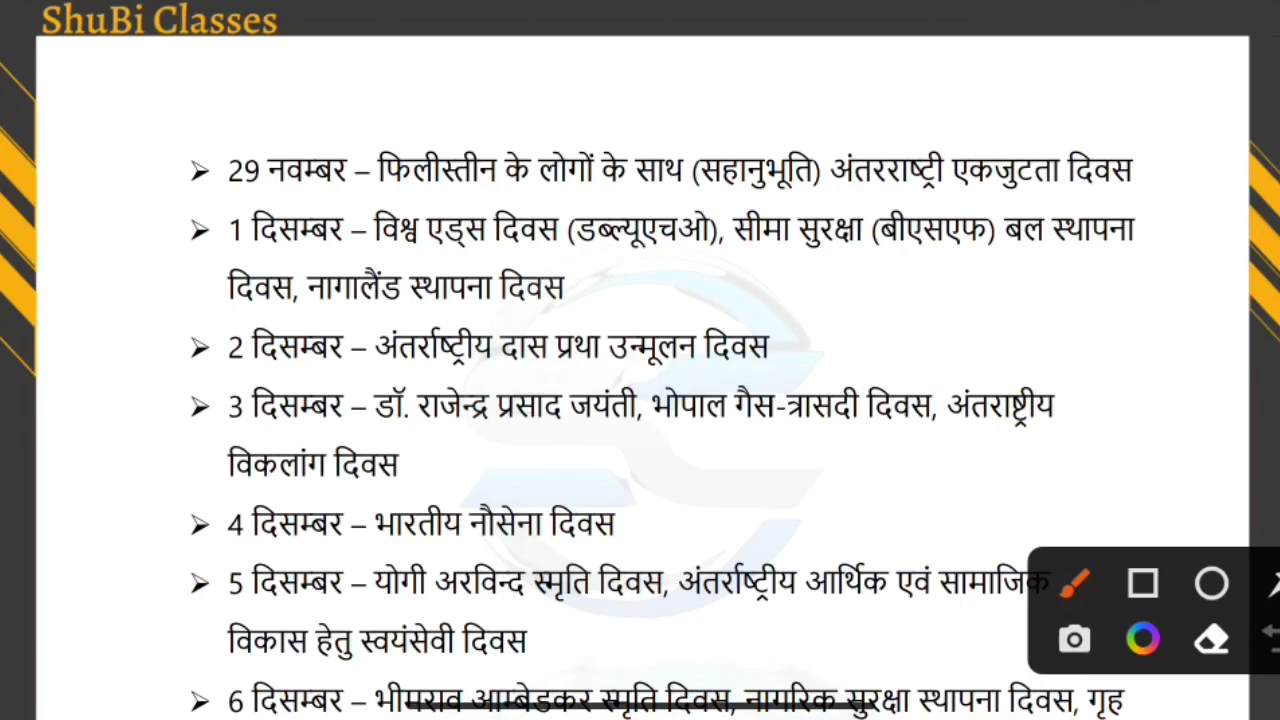 ShuBi Classes
➢ 29 नवम्बर – फिलीस्तीन के लोगों के साथ (सहानुभूति) अंतरराष्ट्री एकजुटता दिवस
➢ 1 दिसम्बर – विश्व एड्स दिवस (डब्ल्यूएचओ), सीमा सुरक्षा (बीएसएफ) बल स्थापना
दिवस, नागालैंड स्थापना दिवस
➢ 2 दिसम्बर – अंतर्राष्ट्रीय दास प्रथा उन्मूलन दिवस
➢ 3 दिसम्बर – डॉ. राजेन्द्र प्रसाद जयंती, भोपाल गैस-त्रासदी दिवस, अंतराष्ट्रीय
विकलांग दिवस
➢ 4 दिसम्बर – भारतीय नौसेना दिवस
➢ 5 दिसम्बर – योगी अरविन्द स्मृति दिवस, अंतर्राष्ट्रीय आर्थिक एवं सामाजिक
विकास हेतु स्वयंसेवी दिवस
➢ 6 दिसम्बर – भीमराव आम्बेडकर स्मृति दिवस, नागरिक सुरक्षा स्थापना दिवस, गृह